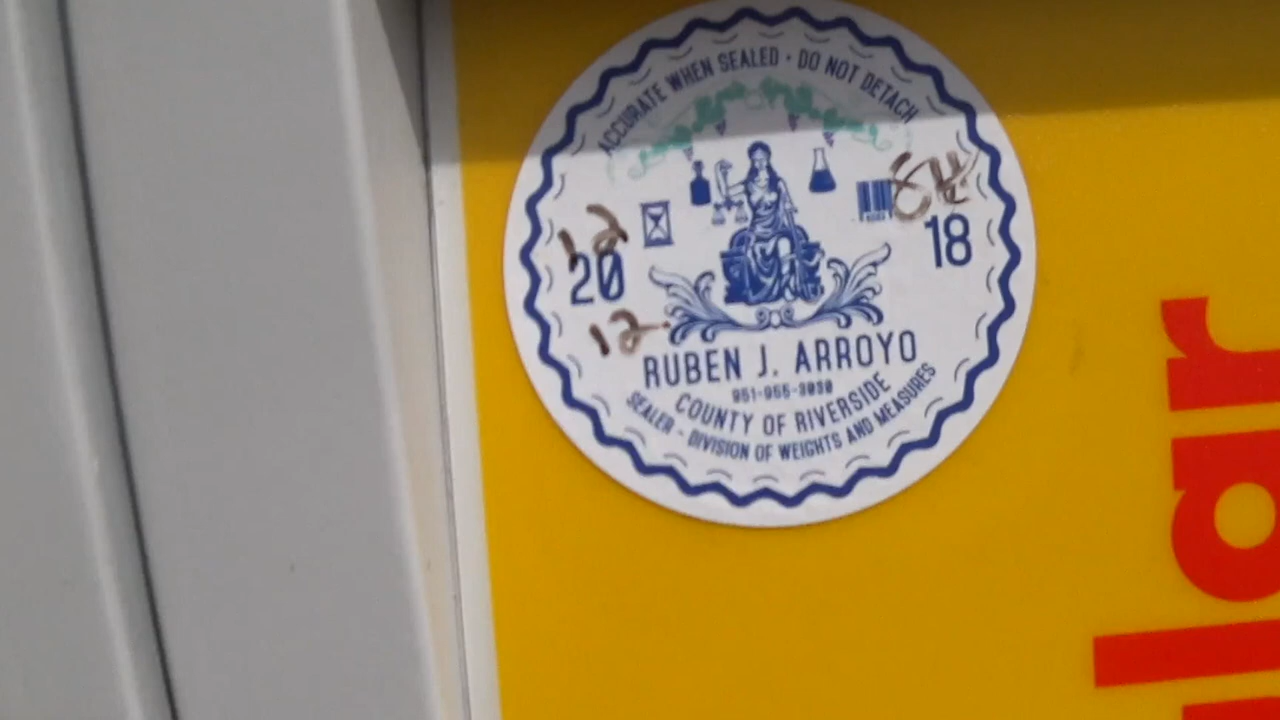 ACCURATE WHEN SEALED • DO NOT DETACH
12
20 18
12
RUBEN J. ARROYO
951-955-3030
COUNTY OF RIVERSIDE
SEALER - DIVISION OF WEIGHTS AND MEASURES